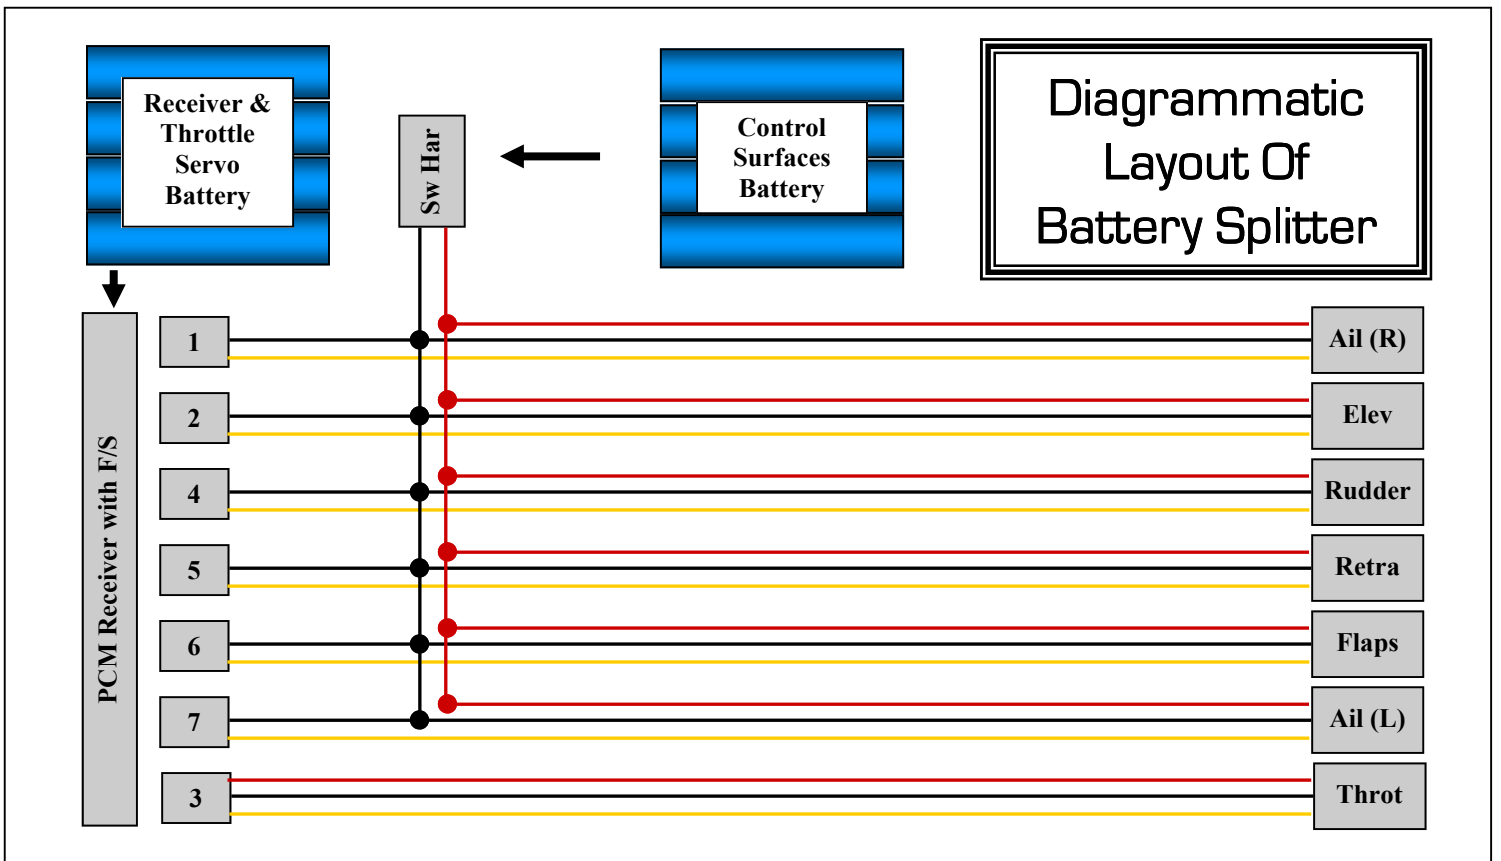 Receiver &
Throttle
Servo
Battery
Sw Har
Control
Surfaces
Battery
Diagrammatic
Layout Of
Battery Splitter
PCM Receiver with F/S
1
Ail (R)
2
Elev
4
Rudder
5
Retra
6
Flaps
7
Ail (L)
3
Throt